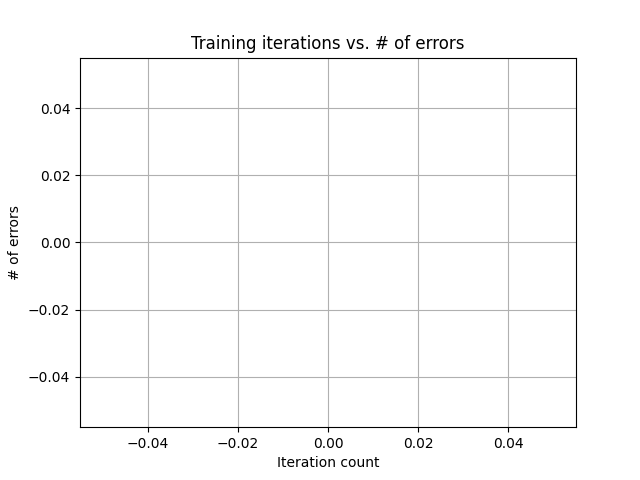 Training iterations vs. # of errors
# of errors
0.04
0.02
0.00
−0.02
−0.04
−0.04 −0.02 0.00 0.02 0.04
Iteration count